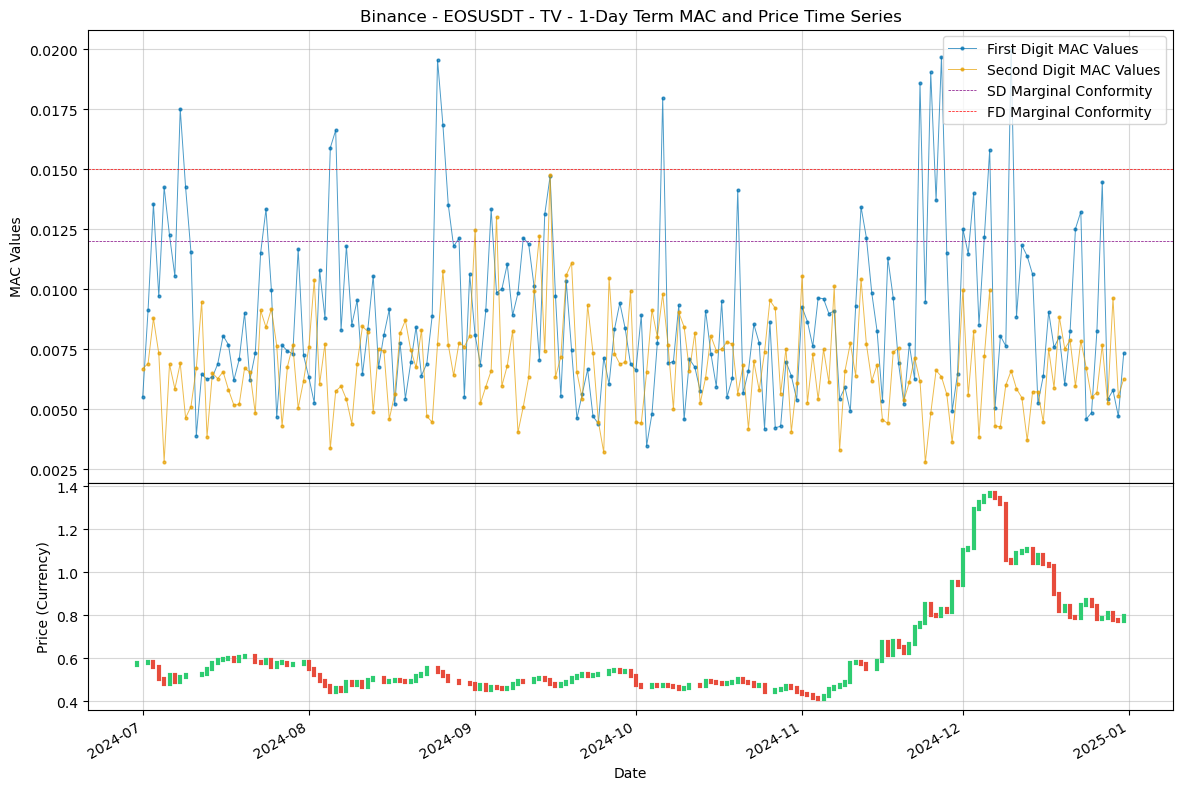 Binance - EOSUSDT - TV - 1-Day Term MAC and Price Time Series
First Digit MAC Values
Second Digit MAC Values
SD Marginal Conformity
FD Marginal Conformity
MAC Values
0.0200
0.0175
0.0150
0.0125
0.0100
0.0075
0.0050
0.0025
Price (Currency)
1.4
1.2
1.0
0.8
0.6
0.4
2024-07
2024-08
2024-09
2024-10
2024-11
2024-12
2025-01
Date